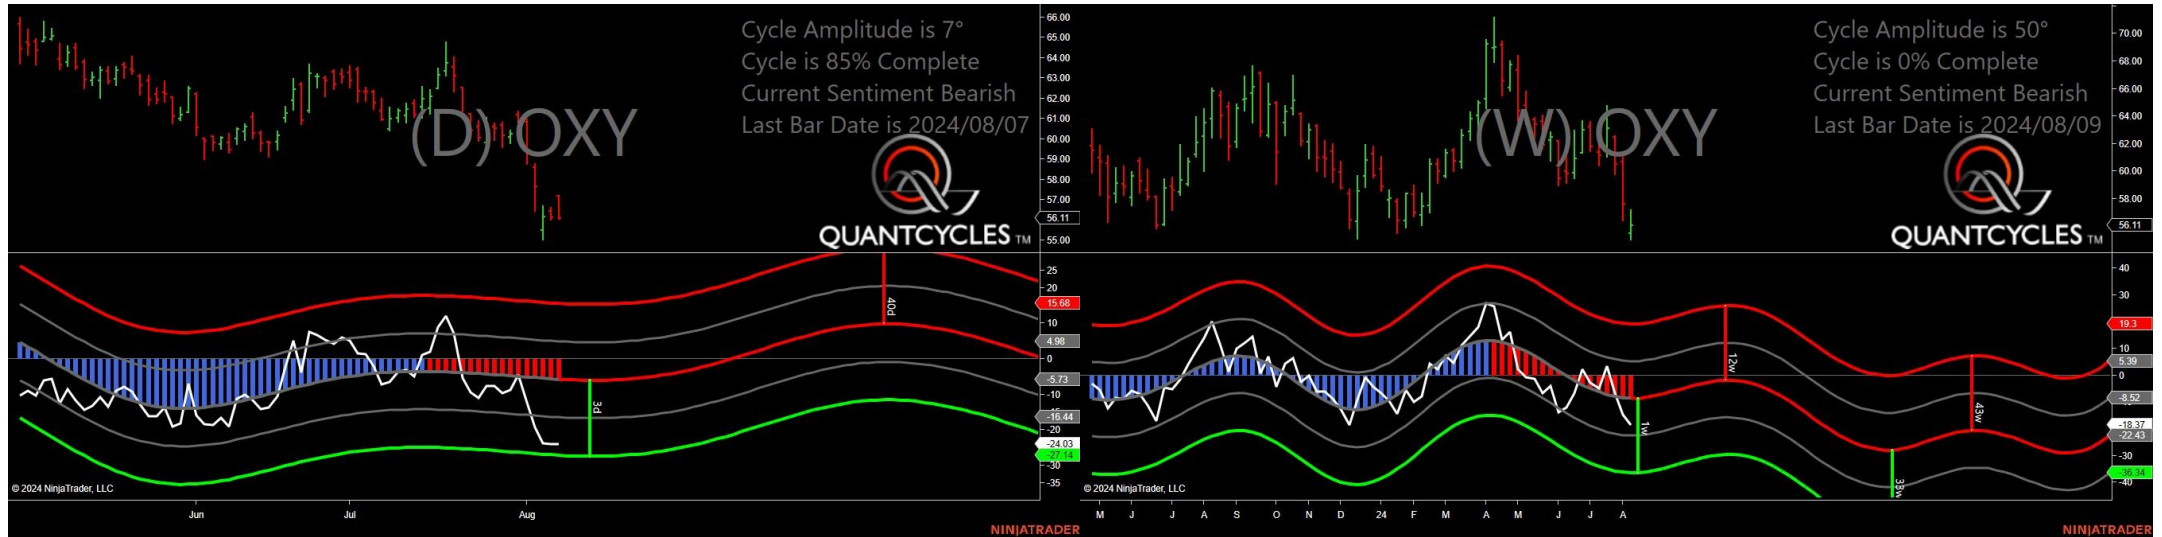 Cycle Amplitude is 7°
Cycle is 85% Complete
Current Sentiment Bearish
Last Bar Date is 2024/08/07
(D) OXY
QUANTCYCLES TM
66.00
65.00
64.00
63.00
62.00
61.00
60.00
59.00
58.00
57.00
56.11
55.00
25
20
15.68
10
4.98
0
-5.73
-10
-16.44
-20
-24.03
-27.14
-30
-35
40d
3d
© 2024 NinjaTrader, LLC
Jun
Jul
Aug
NINJATRADER
Cycle Amplitude is 50°
Cycle is 0% Complete
Current Sentiment Bearish
Last Bar Date is 2024/08/09
(W) OXY
QUANTCYCLES TM
70.00
68.00
66.00
64.00
62.00
60.00
58.00
56.11
40
30
19.3
10
5.39
0
-8.52
-18.37
-22.43
-30
-36.34
-40
12w
43w
1w
33w
© 2024 NinjaTrader, LLC
M J J A S O N D 24 F M A M J J A
NINJATRADER